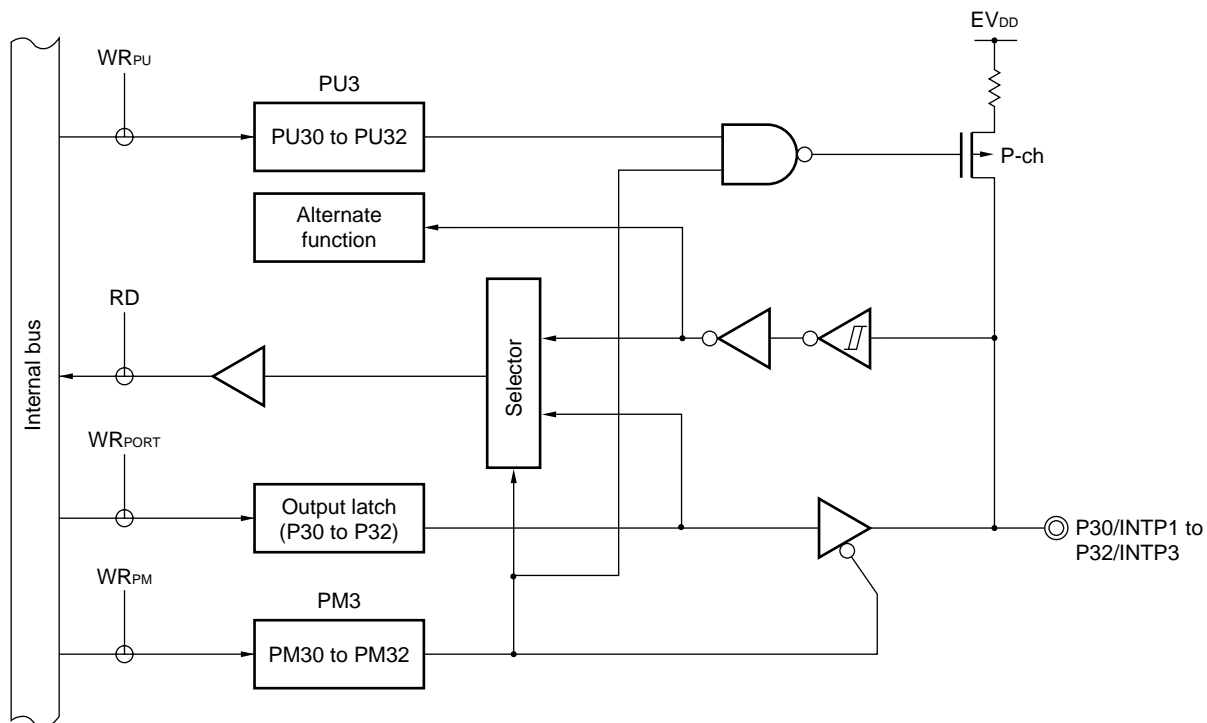 EVDD
WRPU
PU3
PU30 to PU32
P-ch
Alternate
function
RD
Internal bus
Selector
WRPORT
Output latch
(P30 to P32)
P30/INTP1 to
P32/INTP3
WRPM
PM3
PM30 to PM32